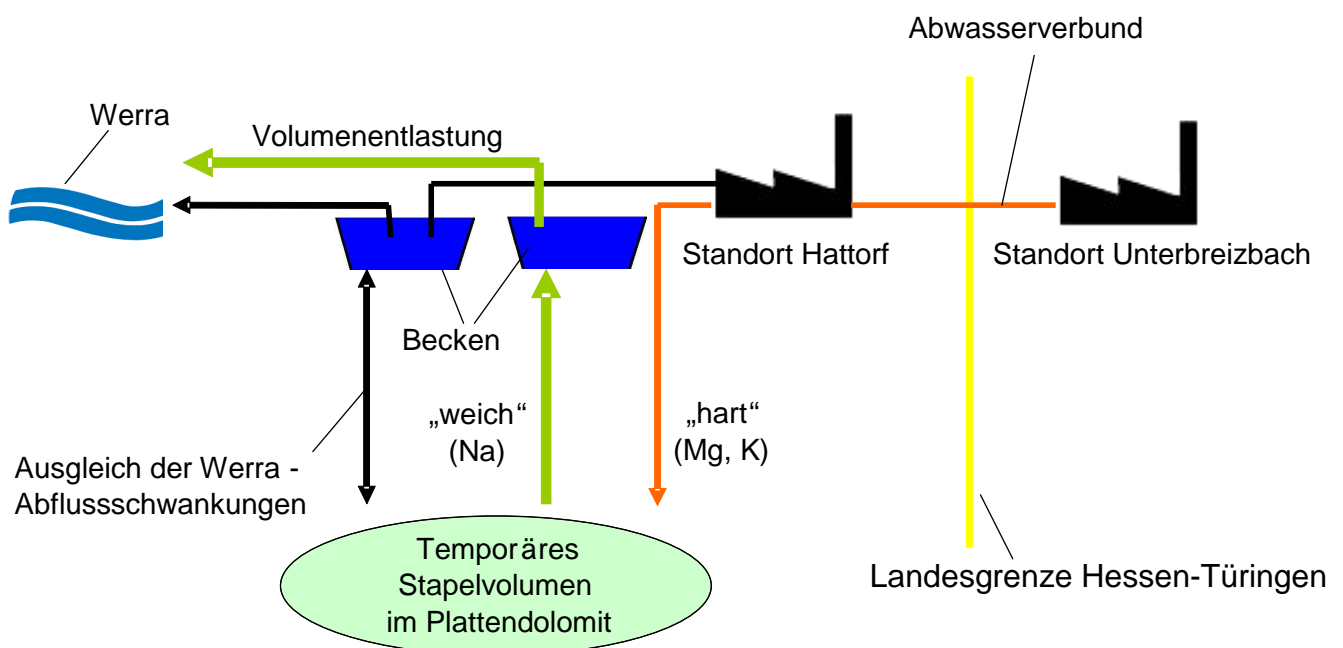 Abwasserverbund
Werra
Volumenentlastung
Standort Hattorf
Standort Unterbreizbach
Becken
„weich“
(Na)
„hart“
(Mg, K)
Ausgleich der Werra -
Abflussschwankungen
Temporäres
Stapelvolumen
im Plattendolomit
Landesgrenze Hessen-Türingen